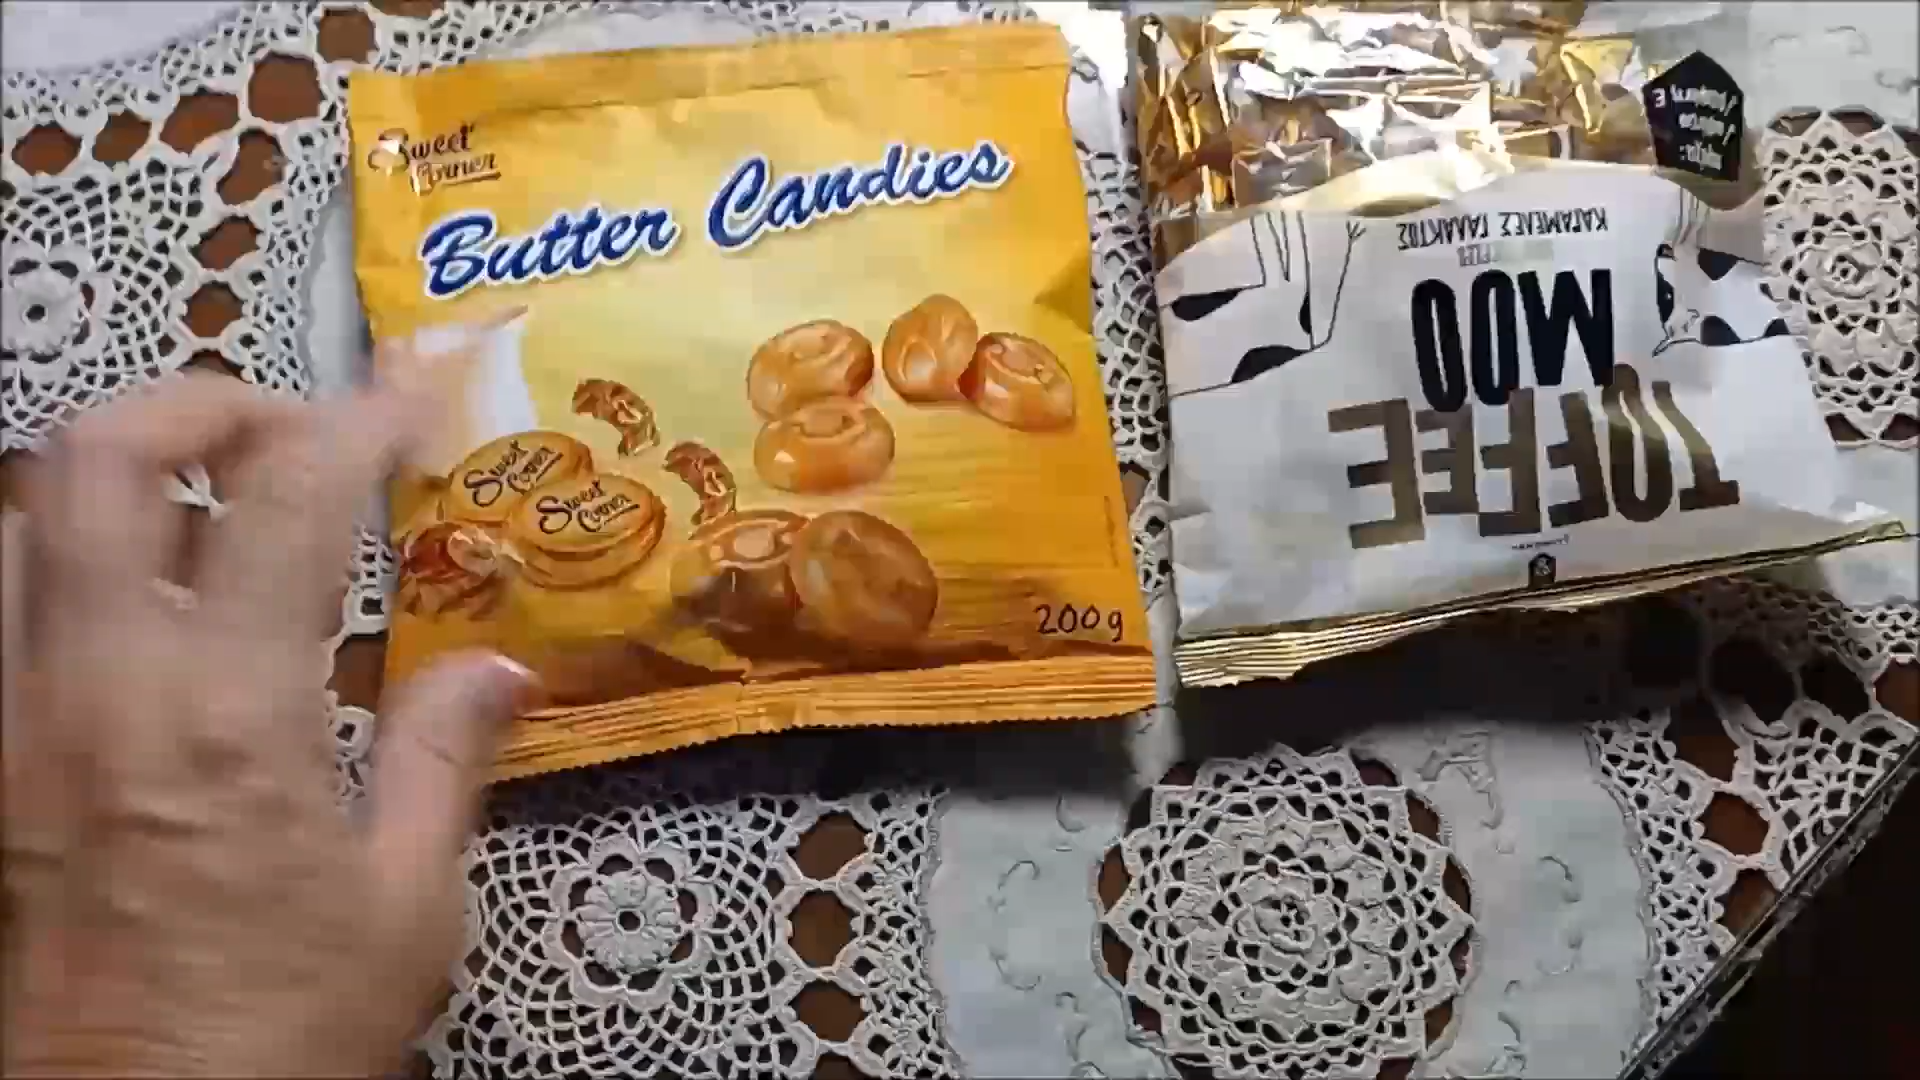 Sweet
Corner
Butter Candies
Sweet
Corner
Sweet
Corner
200g
TOFFEE
MOO
ΚΑΡΑΜΕΛΕΣ ΓΑΛΑΚΤΟΣ